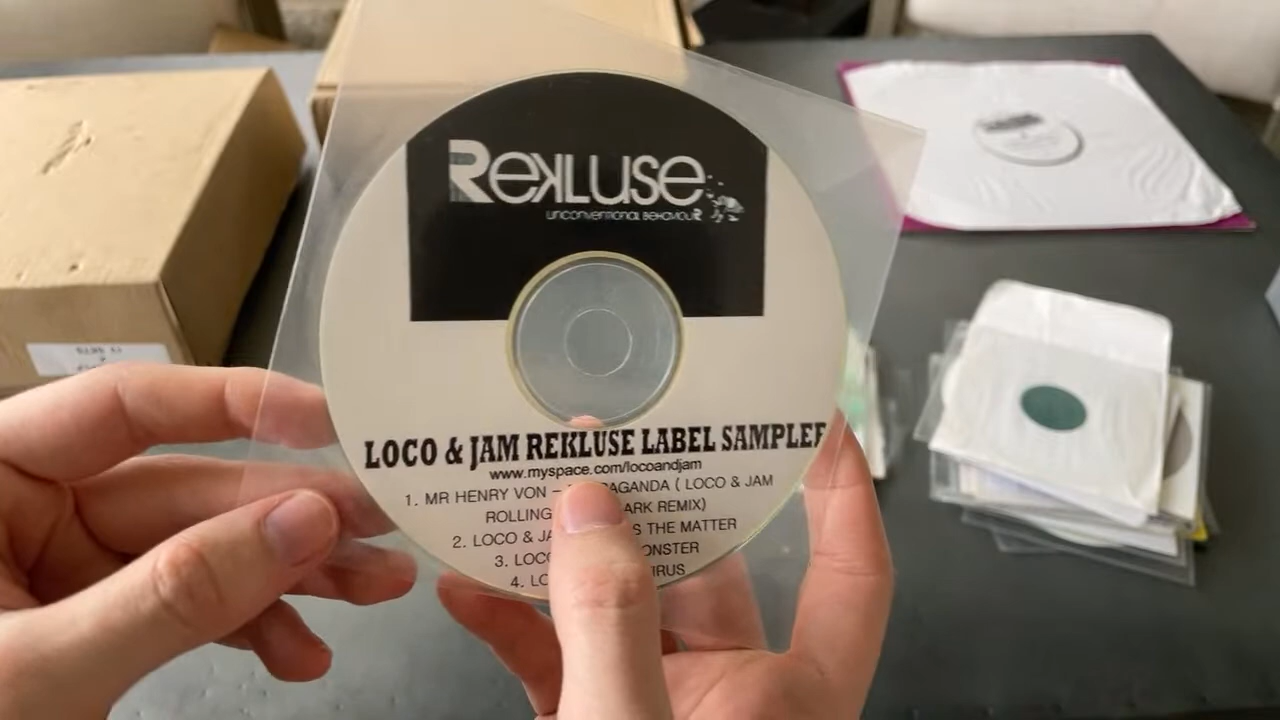 REKLUSE
UNCONVENTIONAL BEHAVIOUR
LOCO & JAM REKLUSE LABEL SAMPLER
www.myspace.com/locoandjam
1. MR HENRY VON – AGANDA ( LOCO & JAM
ROLLING ARK REMIX)
2. LOCO & JA S THE MATTER
3. LOC ONSTER
4. LO IRUS